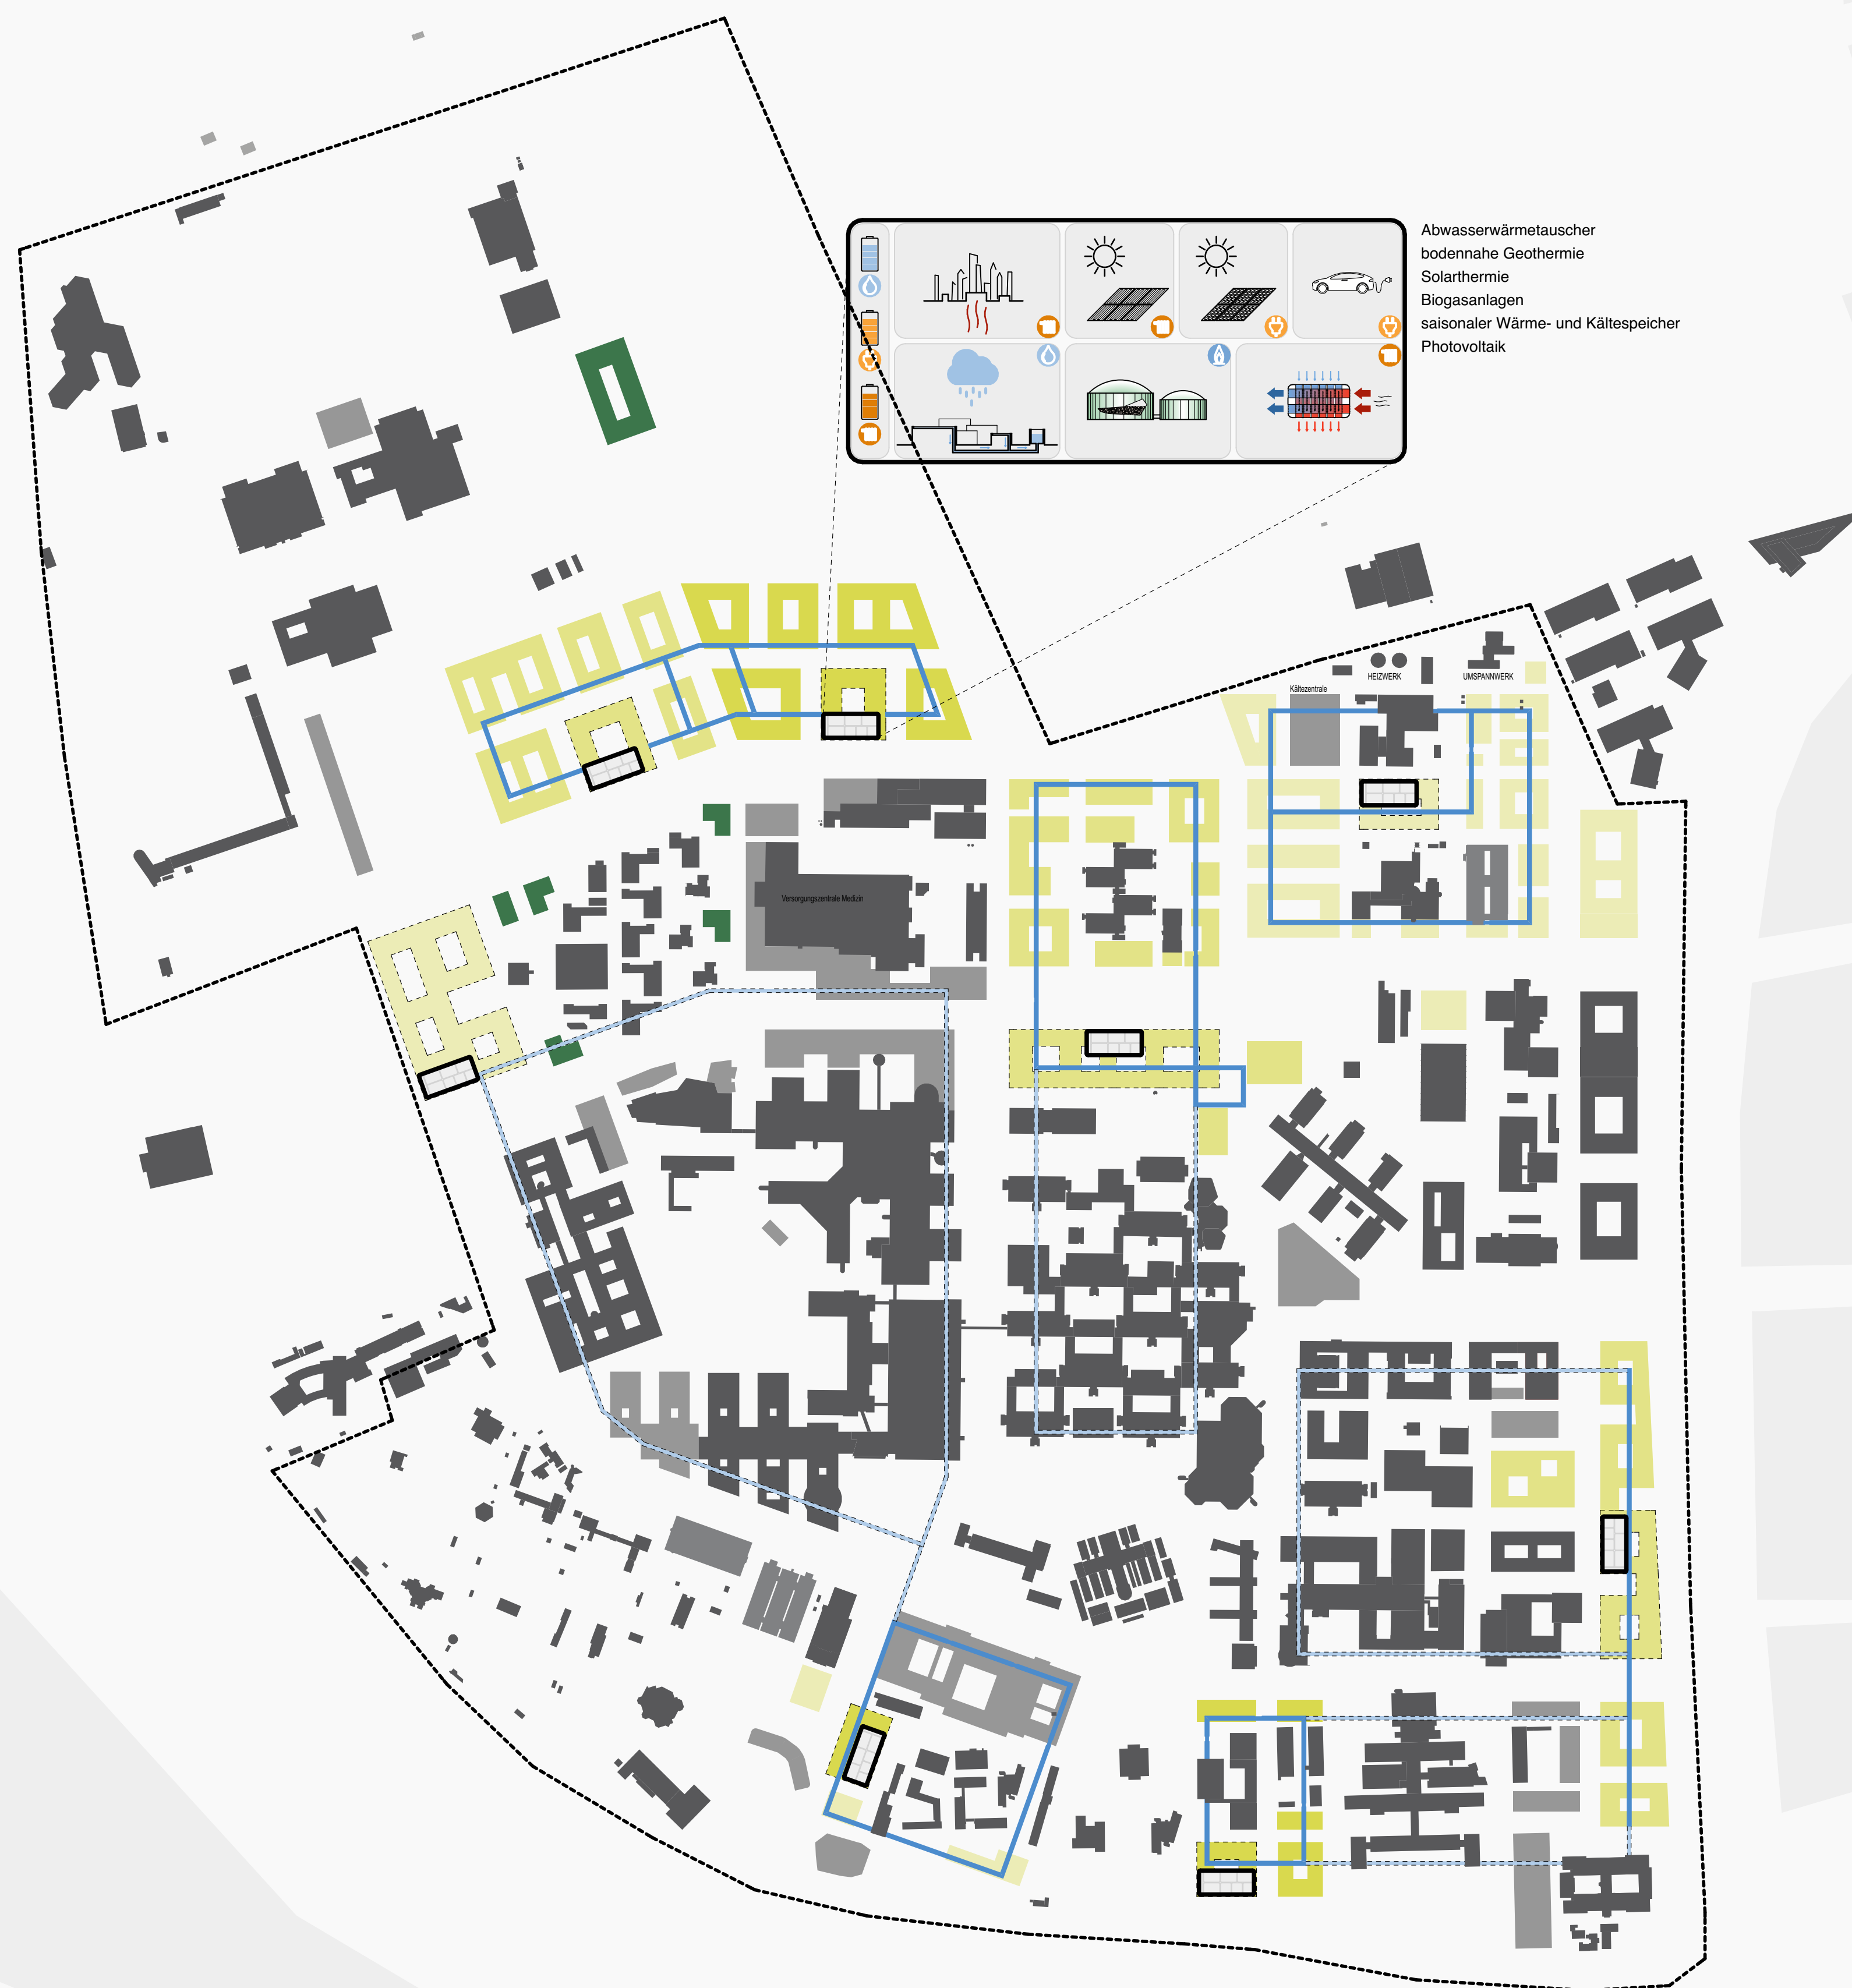 Abwasserwärmetauscher
bodennahe Geothermie
Solarthermie
Biogasanlagen
saisonaler Wärme- und Kältespeicher
Photovoltaik
HEIZWERK
UMSPANNWERK
Kältezentrale
Versorgungszentrale Medizin